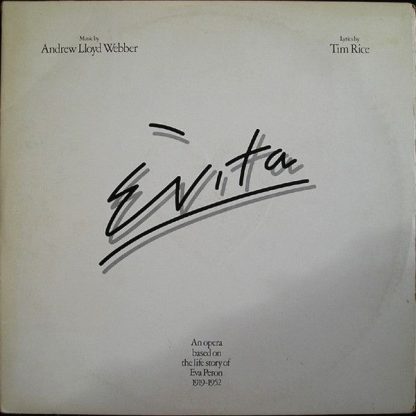 Music by
Andrew Lloyd Webber
Lyrics by
Tim Rice
Evita
An opera
based on
the life story of
Eva Peron
1919-1952